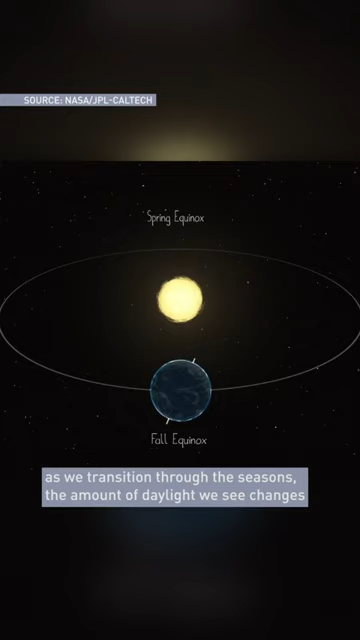 SOURCE: NASA/JPL-CALTECH
Spring Equinox
Fall Equinox
as we transition through the seasons,
the amount of daylight we see changes